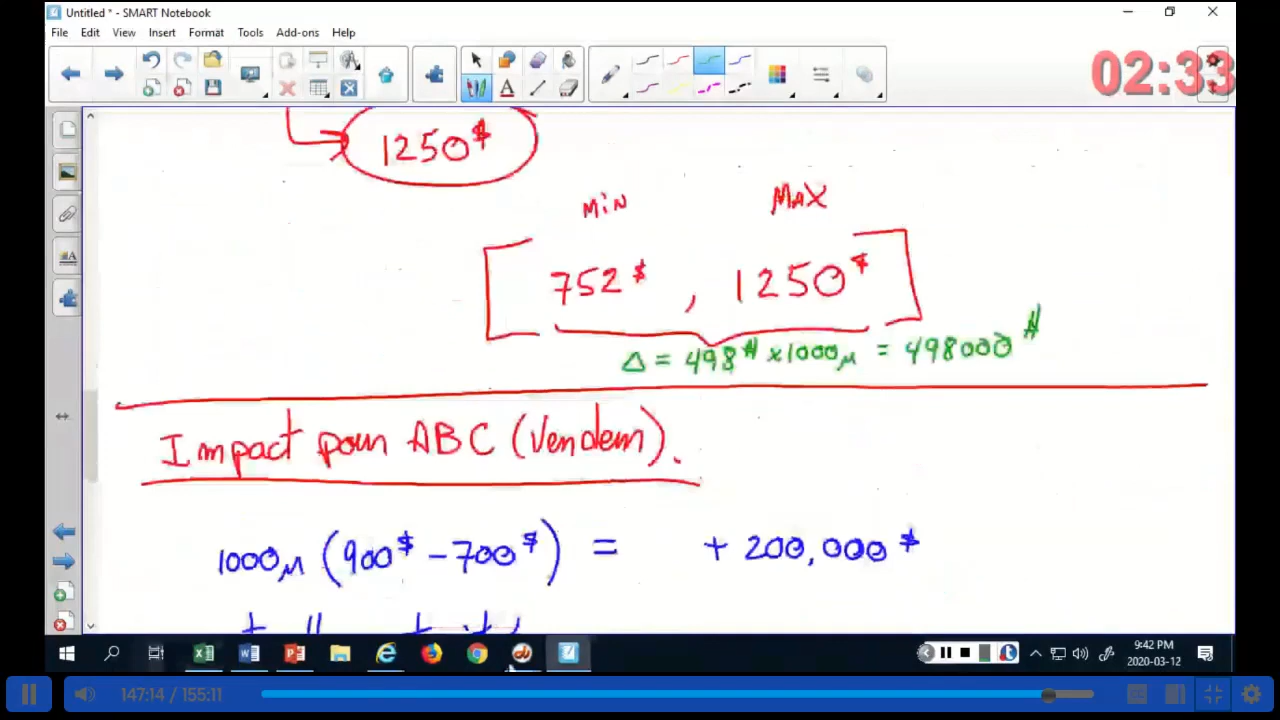 Untitled * - SMART Notebook
File Edit View Insert Format Tools Add-ons Help
02:33
1250$
MiN MAX
[ 752$ , 1250$ ]
Δ = 498$ x1000µ = 498000$
Impact pour ABC (Vendeur).
1000µ (900$ - 700$) = + 200,000$
9:42 PM
2020-03-12
147:14 / 155:11